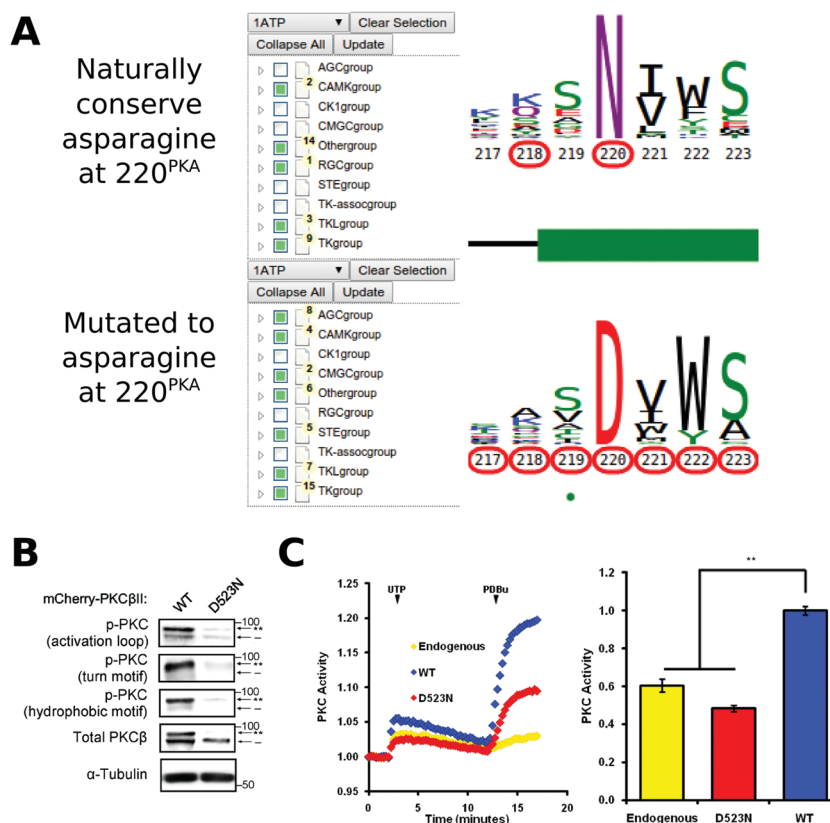 A
Naturally
conserve
asparagine
at 220PKA
1ATP ▼ Clear Selection
Collapse All Update
AGCgroup
2 CAMKgroup
CK1group
CMGCgroup
14 Othergroup
1 RGCgroup
STEgroup
TK-assocgroup
3 TKLgroup
9 TKgroup
N
S I W S
K V
217 218 219 220 221 222 223
Mutated to
asparagine
at 220PKA
1ATP ▼ Clear Selection
Collapse All Update
8 AGCgroup
4 CAMKgroup
CK1group
2 CMGCgroup
6 Othergroup
RGCgroup
5 STEgroup
TK-assocgroup
7 TKLgroup
15 TKgroup
S D V W S
A Y A
217 218 219 220 221 222 223
B
mCherry-PKCβII: WT D523N
p-PKC
(activation loop)
100
**
–
p-PKC
(turn motif)
100
**
–
p-PKC
(hydrophobic motif)
100
**
–
Total PKCβ
100
**
–
α-Tubulin
50
C
PKC Activity
1.25
1.20
1.15
1.10
1.05
1.00
0.95
UTP PDBu
Endogenous
WT
D523N
0 5 10 15 20
Time (minutes)
PKC Activity
1.2
1.0
0.8
0.6
0.4
0.2
0.0
**
Endogenous D523N WT